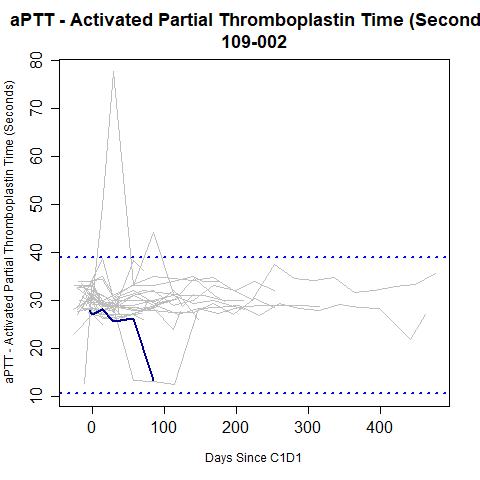 aPTT - Activated Partial Thromboplastin Time (Second
109-002
aPTT - Activated Partial Thromboplastin Time (Seconds)
80
70
60
50
40
30
20
10
0 100 200 300 400
Days Since C1D1